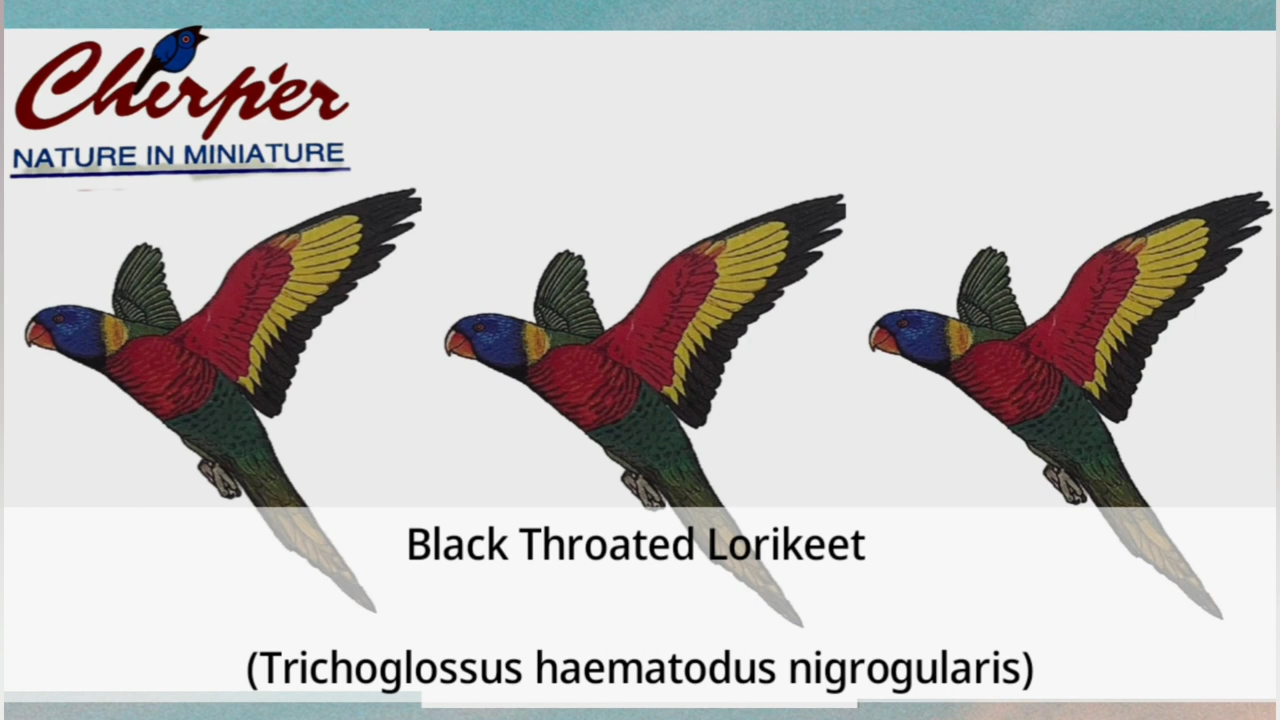 Chirper
NATURE IN MINIATURE
Black Throated Lorikeet
(Trichoglossus haematodus nigrogularis)